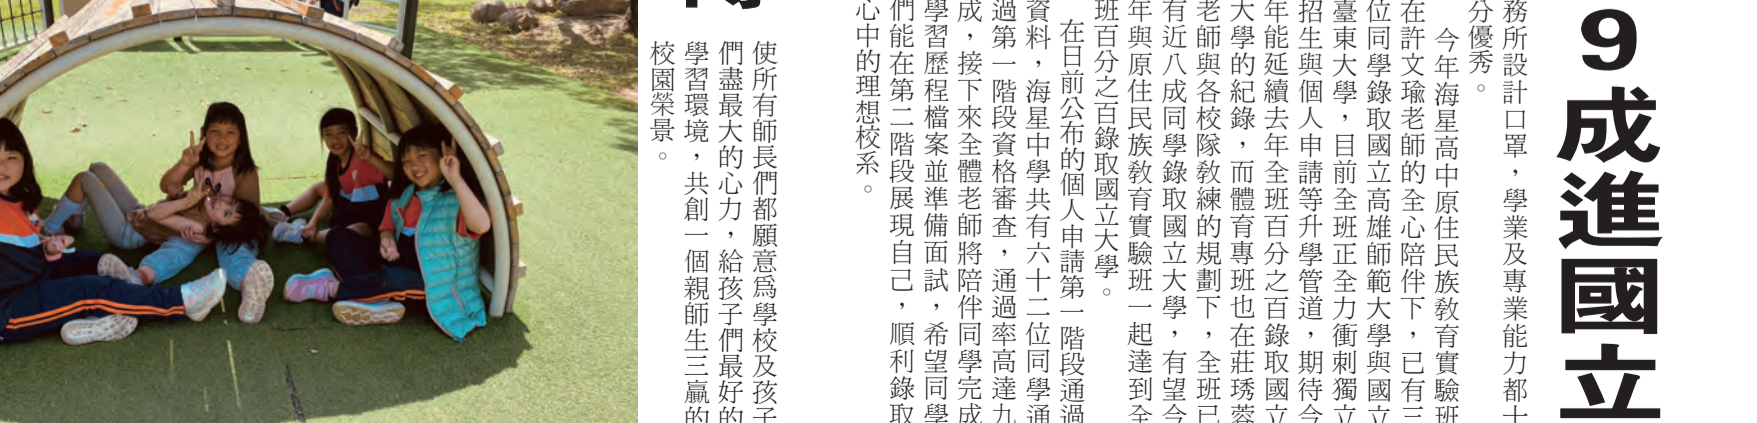 9成進國立
務所設計口罩，學業及專業能力都十
分優秀。
今年海星高中原住民族教育實驗班
在許文瑜老師的全心陪伴下，已有三
位同學錄取國立高雄師範大學與國立
臺東大學，目前全班正全力衝刺獨立
招生與個人申請等升學管道，期待今
年能延續去年全班百分之百錄取國立
大學的紀錄，而體育專班也在莊琇蓉
老師與各校隊教練的規劃下，全班已
有近八成同學錄取國立大學，有望今
年與原住民族教育實驗班一起達到全
班百分之百錄取國立大學。
在日前公布的個人申請第一階段通過
資料，海星中學共有六十二位同學通
過第一階段資格審查，通過率高達九
成，接下來全體老師將陪伴同學完成
學習歷程檔案並準備面試，希望同學
們能在第二階段展現自己，順利錄取
心中的理想校系。
使所有師長們都願意為學校及孩子
們盡最大的心力，給孩子們最好的
學習環境，共創一個親師生三贏的
校園榮景。